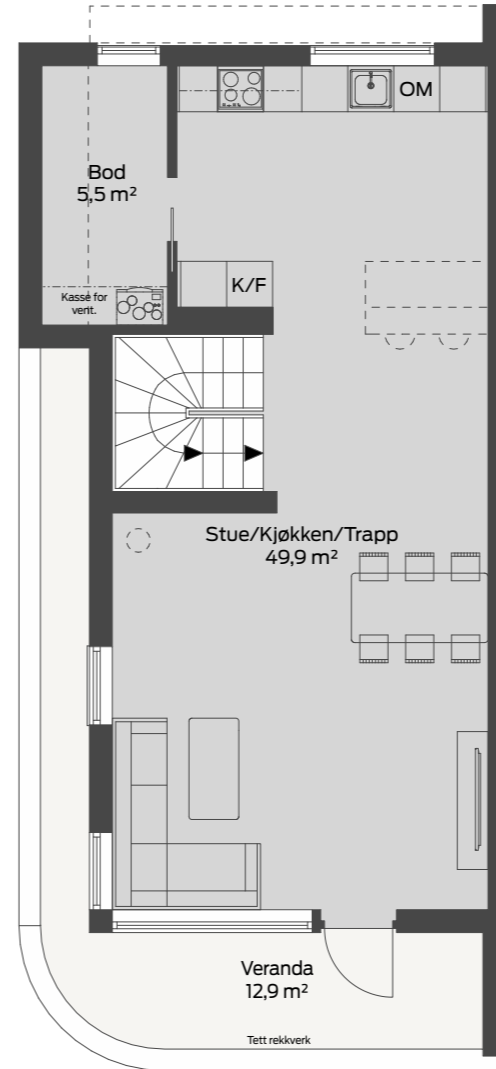 OM
Bod
5,5 m²
K/F
Kasse for
vent.
Stue/Kjøkken/Trapp
49,9 m²
Veranda
12,9 m²
Tett rekkverk